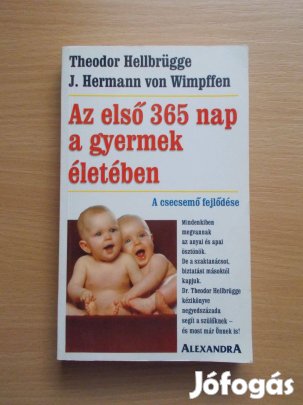 Theodor Hellbrügge
J. Hermann von Wimpffen
Az első 365 nap
a gyermek
életében
A csecsemő fejlődése
Mindenkiben
megvannak
az anyai és apai
ösztönök.
De a szaktanácsot,
biztatást másoktól
kapjuk.
Dr. Theodor Hellbrügge
kézikönyve
negyedszázada
segít a szülőknek –
és most már Önnek is!
ALEXANDRA
Jófogás